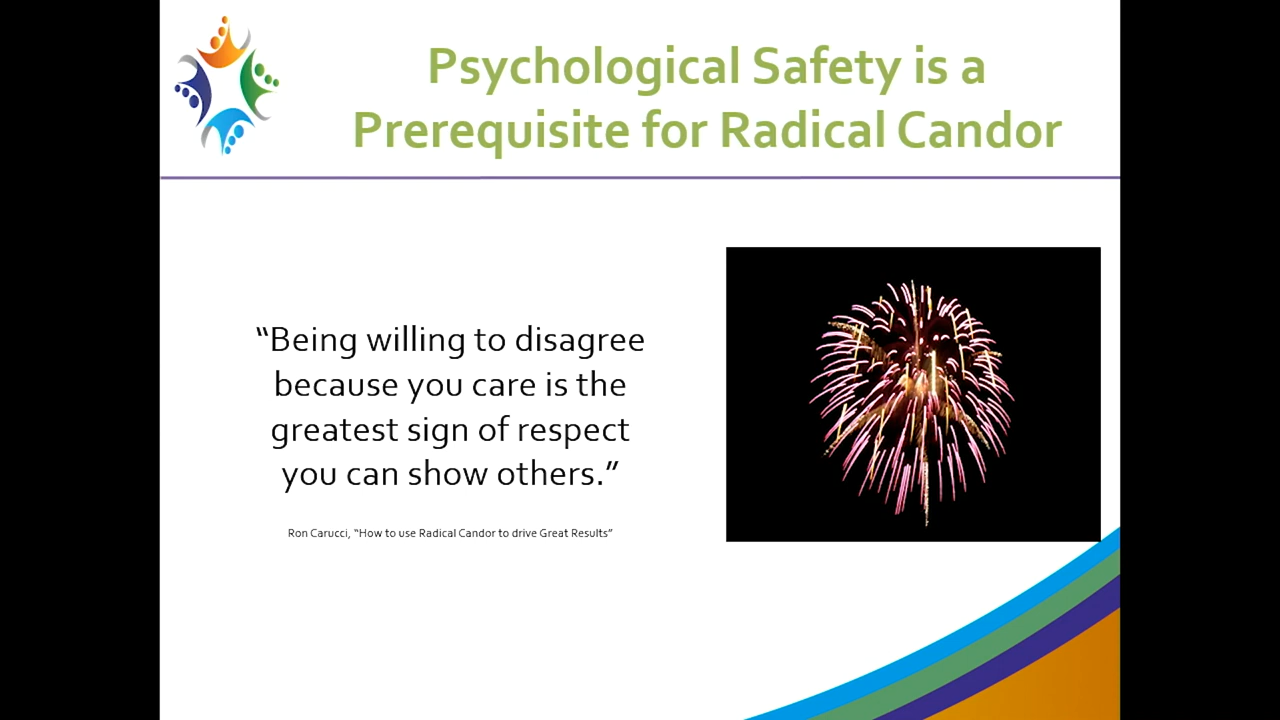 Psychological Safety is a
Prerequisite for Radical Candor
“Being willing to disagree
because you care is the
greatest sign of respect
you can show others.”
Ron Carucci, “How to use Radical Candor to drive Great Results”